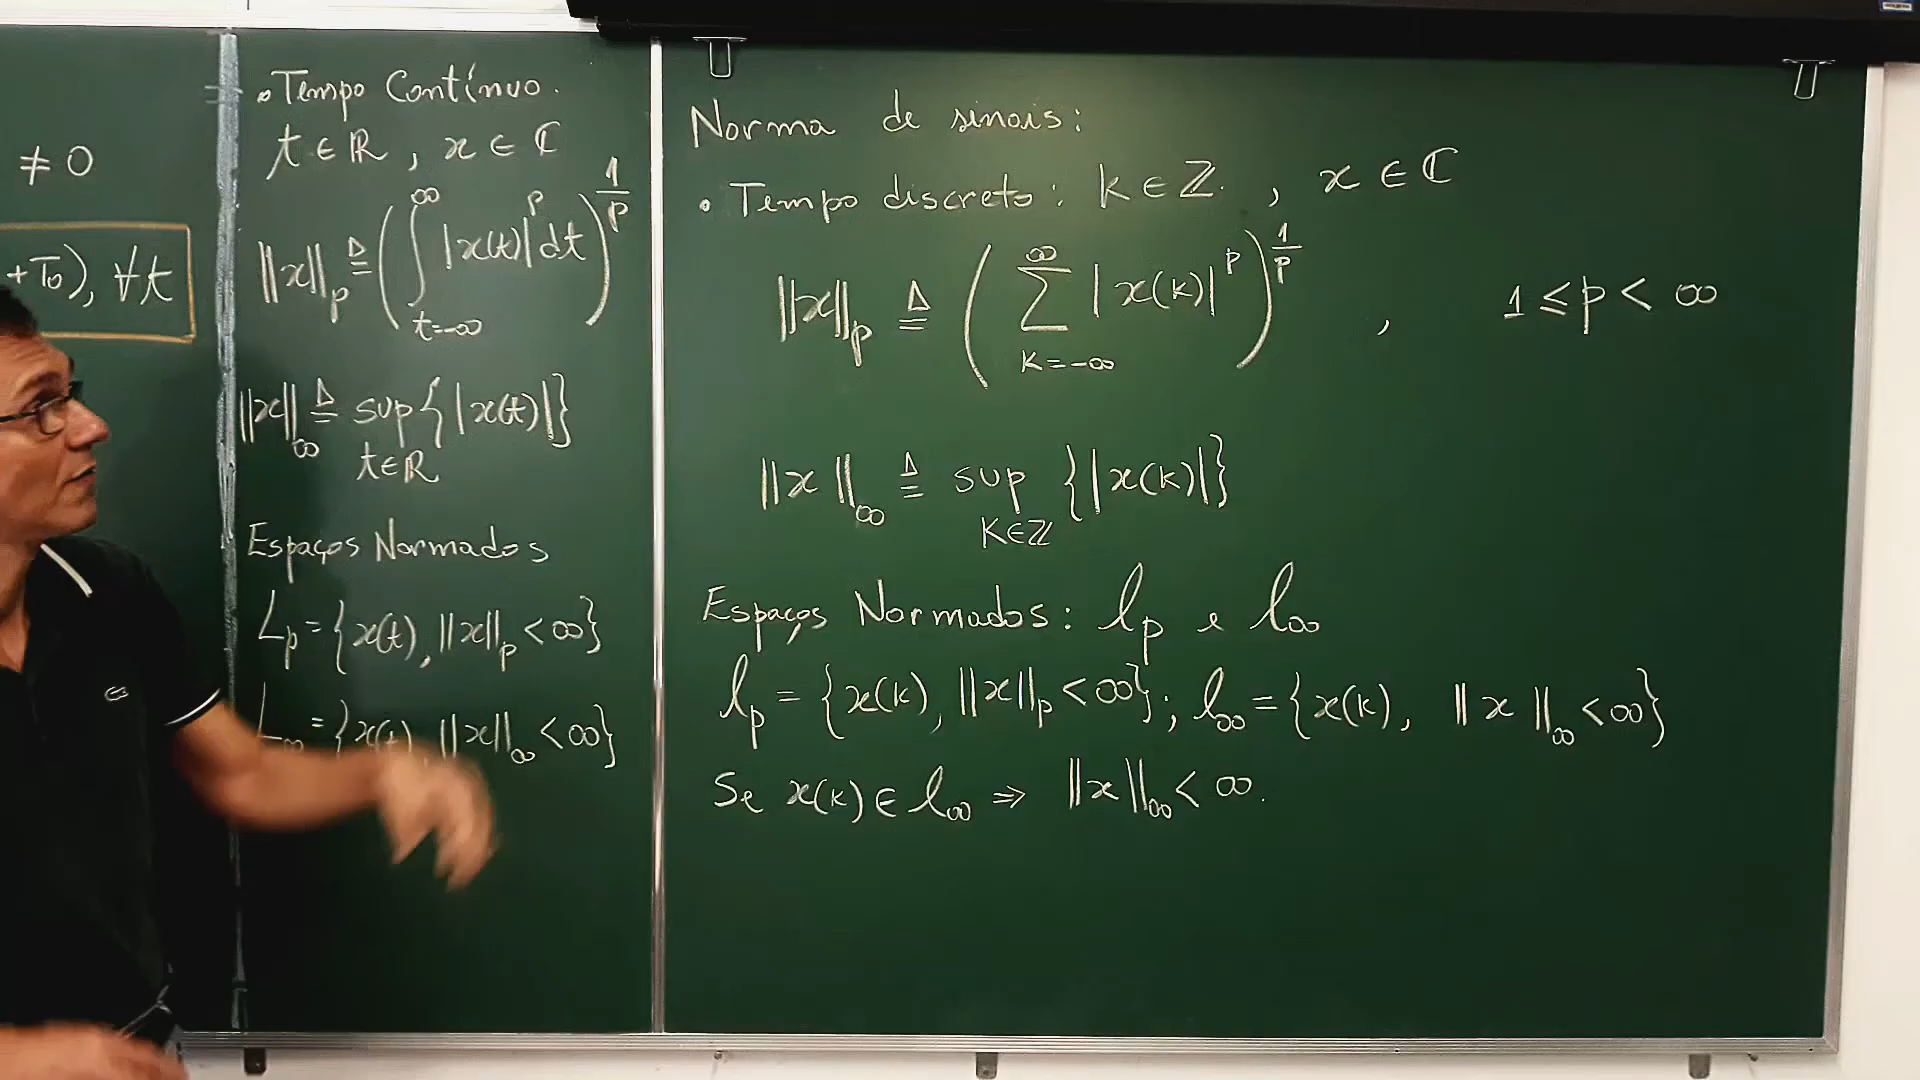 ≠ 0
+T₀), ∀t
• Tempo Contínuo.
t ∈ ℝ, x ∈ ℂ
‖x‖ₚ ≜ (∫_{t=-∞}^{∞} |x(t)|^p dt)^{1/p}
‖x‖_∞ ≜ sup_{t∈ℝ} {|x(t)|}
Espaços Normados
Lₚ = {x(t), ‖x‖ₚ < ∞}
L_∞ = {x(t), ‖x‖_∞ < ∞}
Norma de sinais:
• Tempo discreto: k ∈ ℤ, x ∈ ℂ
‖x‖ₚ ≜ (∑_{k=-∞}^{∞} |x(k)|^p)^{1/p}, 1 ≤ p < ∞
‖x‖_∞ ≜ sup_{k∈ℤ} {|x(k)|}
Espaços Normados: lₚ e l_∞
lₚ = {x(k), ‖x‖ₚ < ∞}; l_∞ = {x(k), ‖x‖_∞ < ∞}
Se x(k) ∈ l_∞ ⇒ ‖x‖_∞ < ∞.